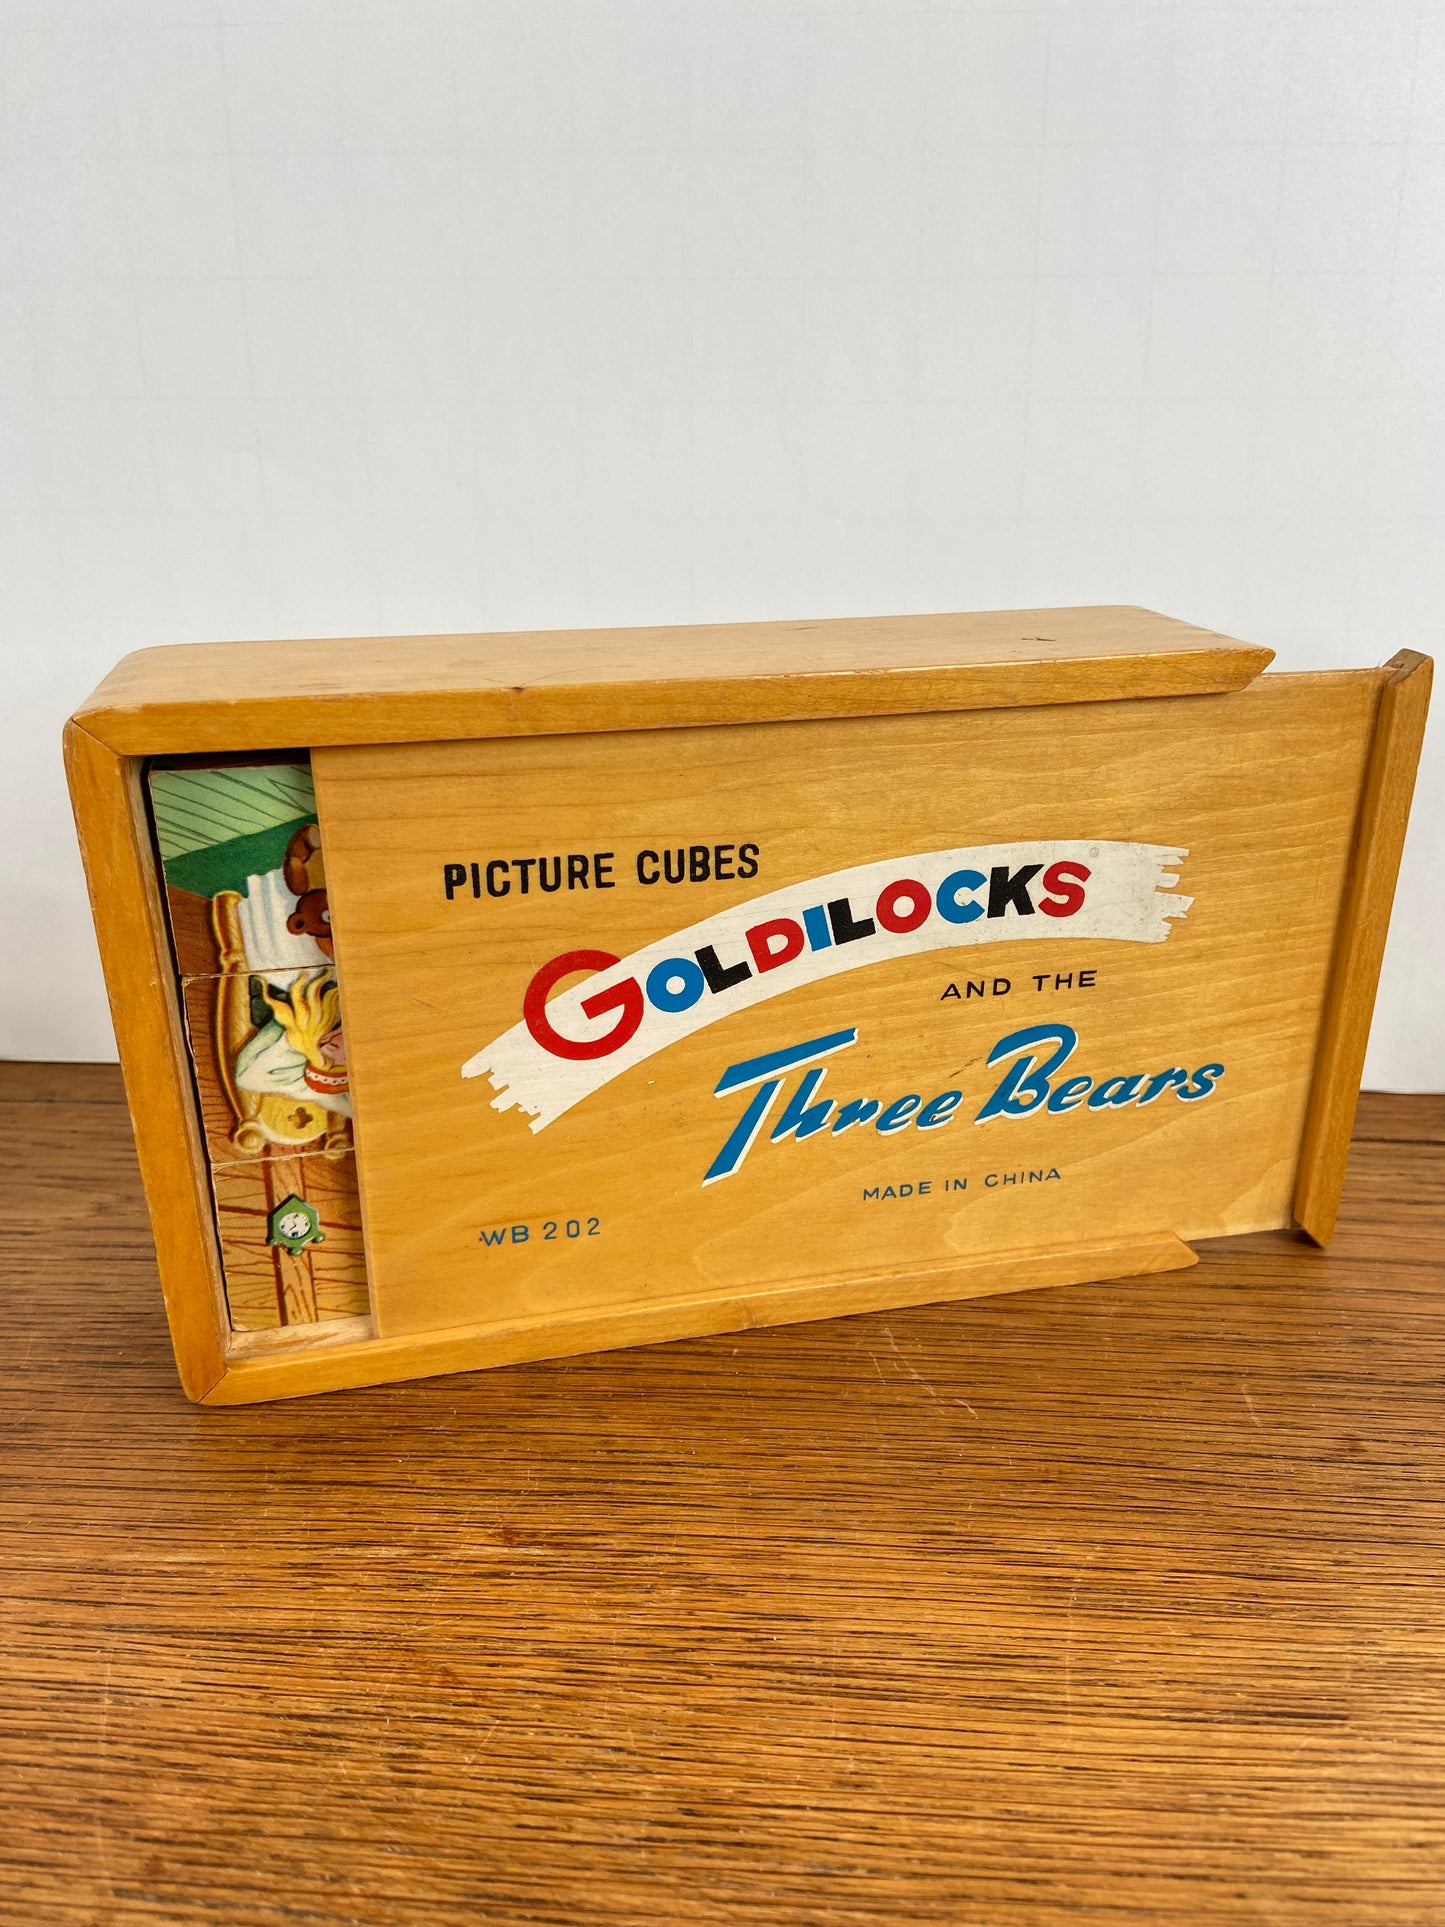 PICTURE CUBES
GOLDILOCKS
AND THE
Three Bears
MADE IN CHINA
WB 202